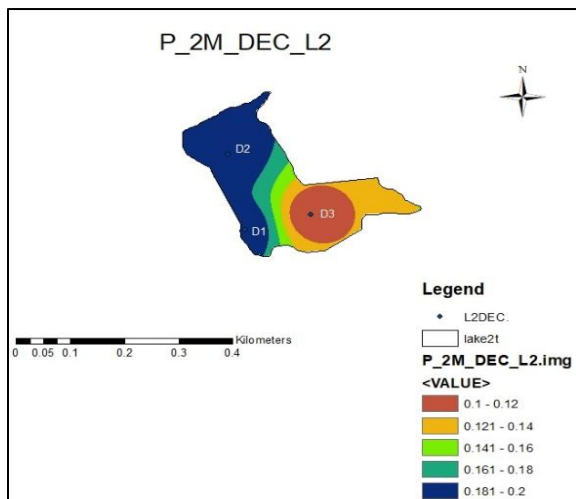 P_2M_DEC_L2
N
D2
D3
D1
Legend
L2DEC.
lake2t
P_2M_DEC_L2.img
<VALUE>
0.1 - 0.12
0.121 - 0.14
0.141 - 0.16
0.161 - 0.18
0.181 - 0.2
Kilometers
0 0.05 0.1 0.2 0.3 0.4